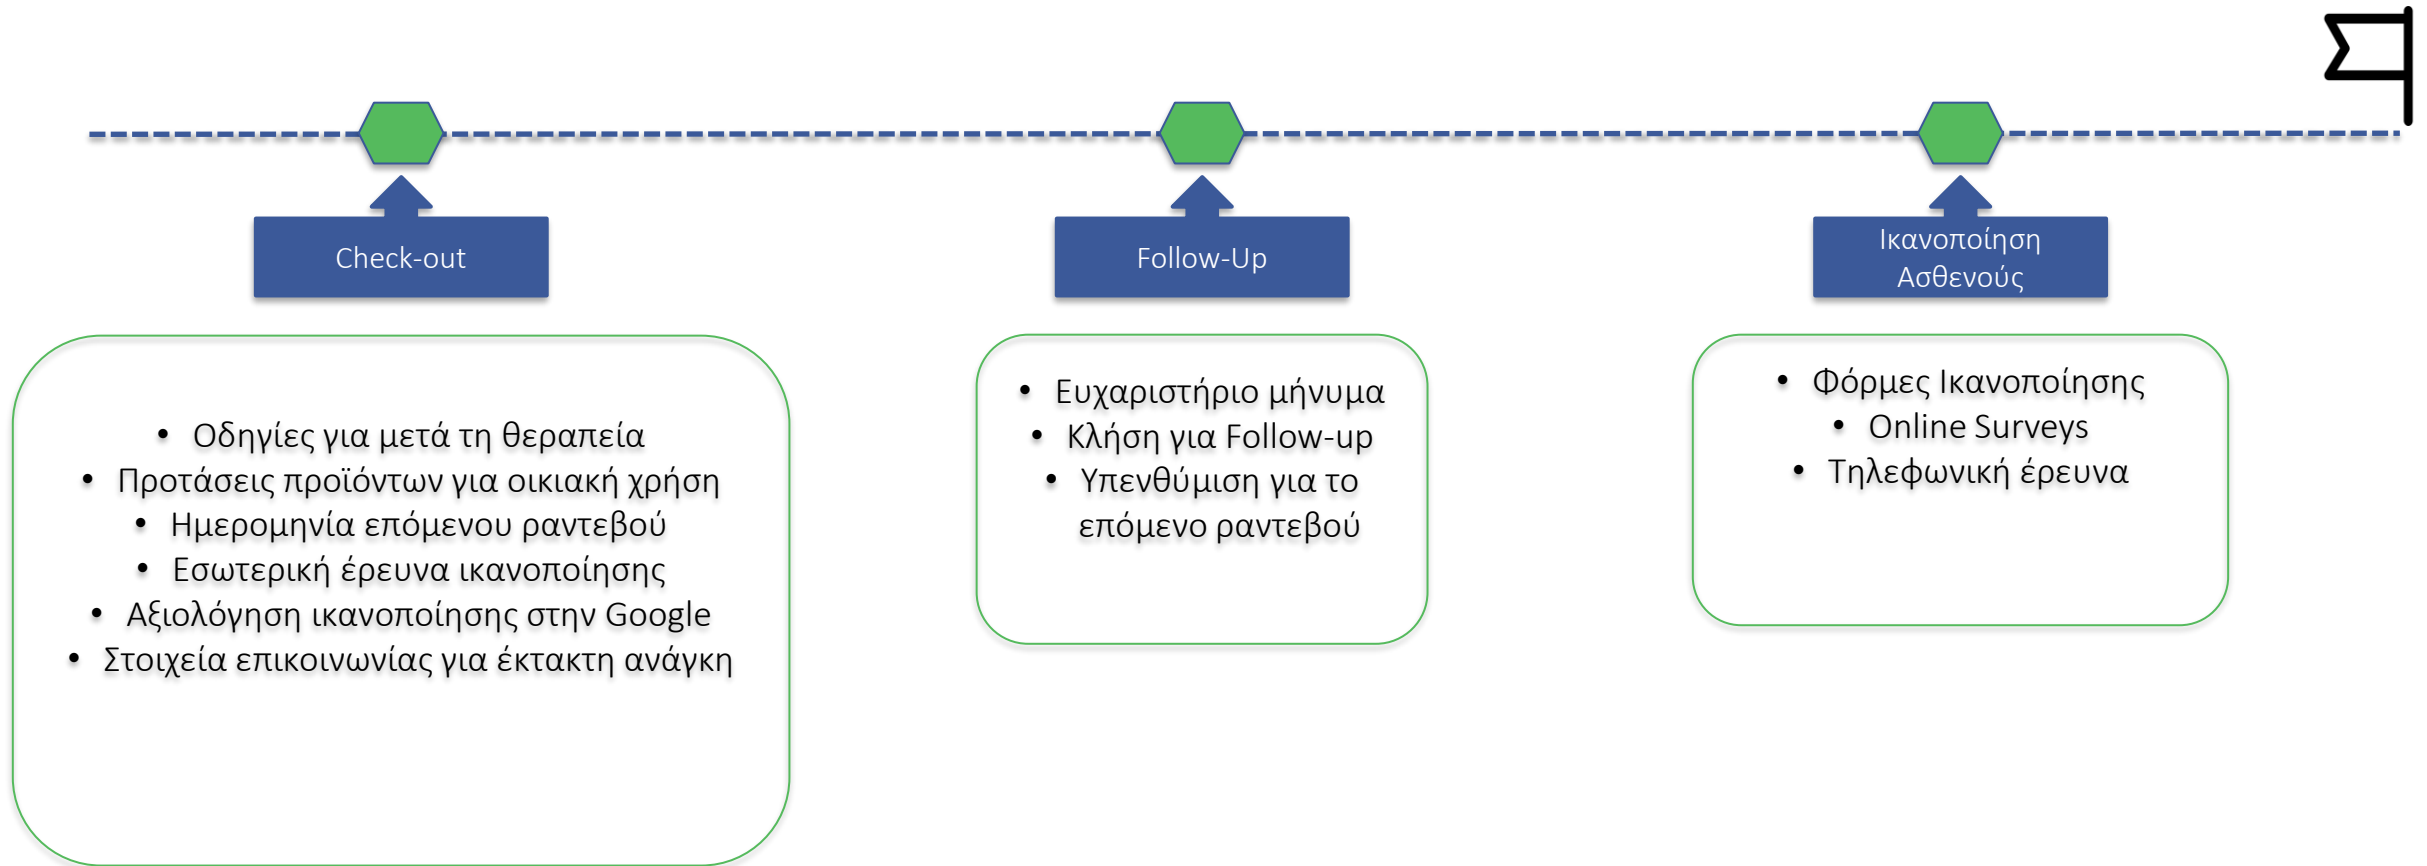 Check-out
Follow-Up
Ικανοποίηση
Ασθενούς
• Οδηγίες για μετά τη θεραπεία
• Προτάσεις προϊόντων για οικιακή χρήση
• Ημερομηνία επόμενου ραντεβού
• Εσωτερική έρευνα ικανοποίησης
• Αξιολόγηση ικανοποίησης στην Google
• Στοιχεία επικοινωνίας για έκτακτη ανάγκη
• Ευχαριστήριο μήνυμα
• Κλήση για Follow-up
• Υπενθύμιση για το
επόμενο ραντεβού
• Φόρμες Ικανοποίησης
• Online Surveys
• Τηλεφωνική έρευνα